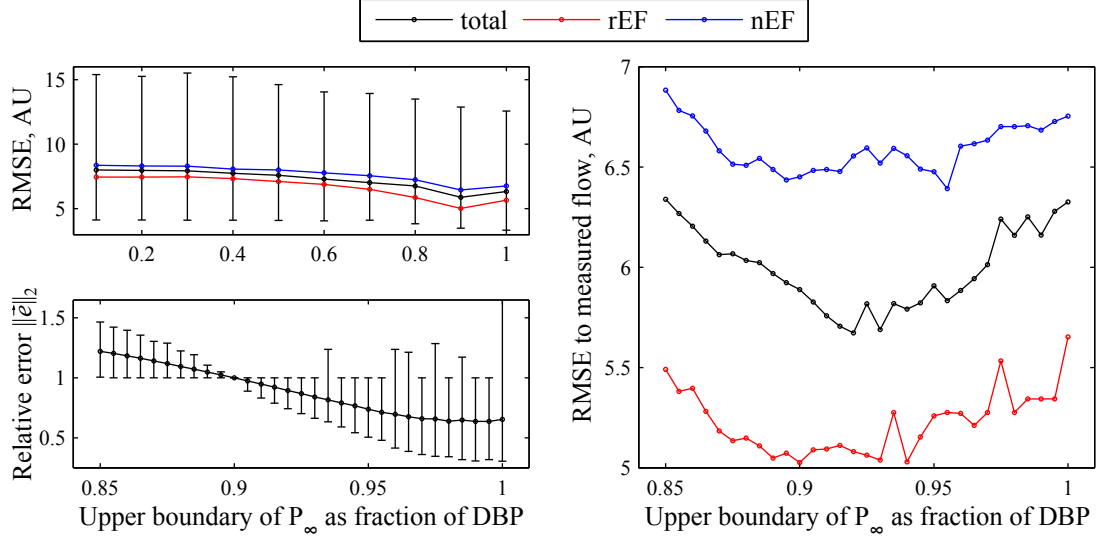 total rEF nEF
RMSE, AU
15
10
5
0.2 0.4 0.6 0.8 1
Relative error ||e⃗||₂
1.5
1
0.5
0.85 0.9 0.95 1
Upper boundary of P∞ as fraction of DBP
RMSE to measured flow, AU
7
6.5
6
5.5
5
0.85 0.9 0.95 1
Upper boundary of P∞ as fraction of DBP